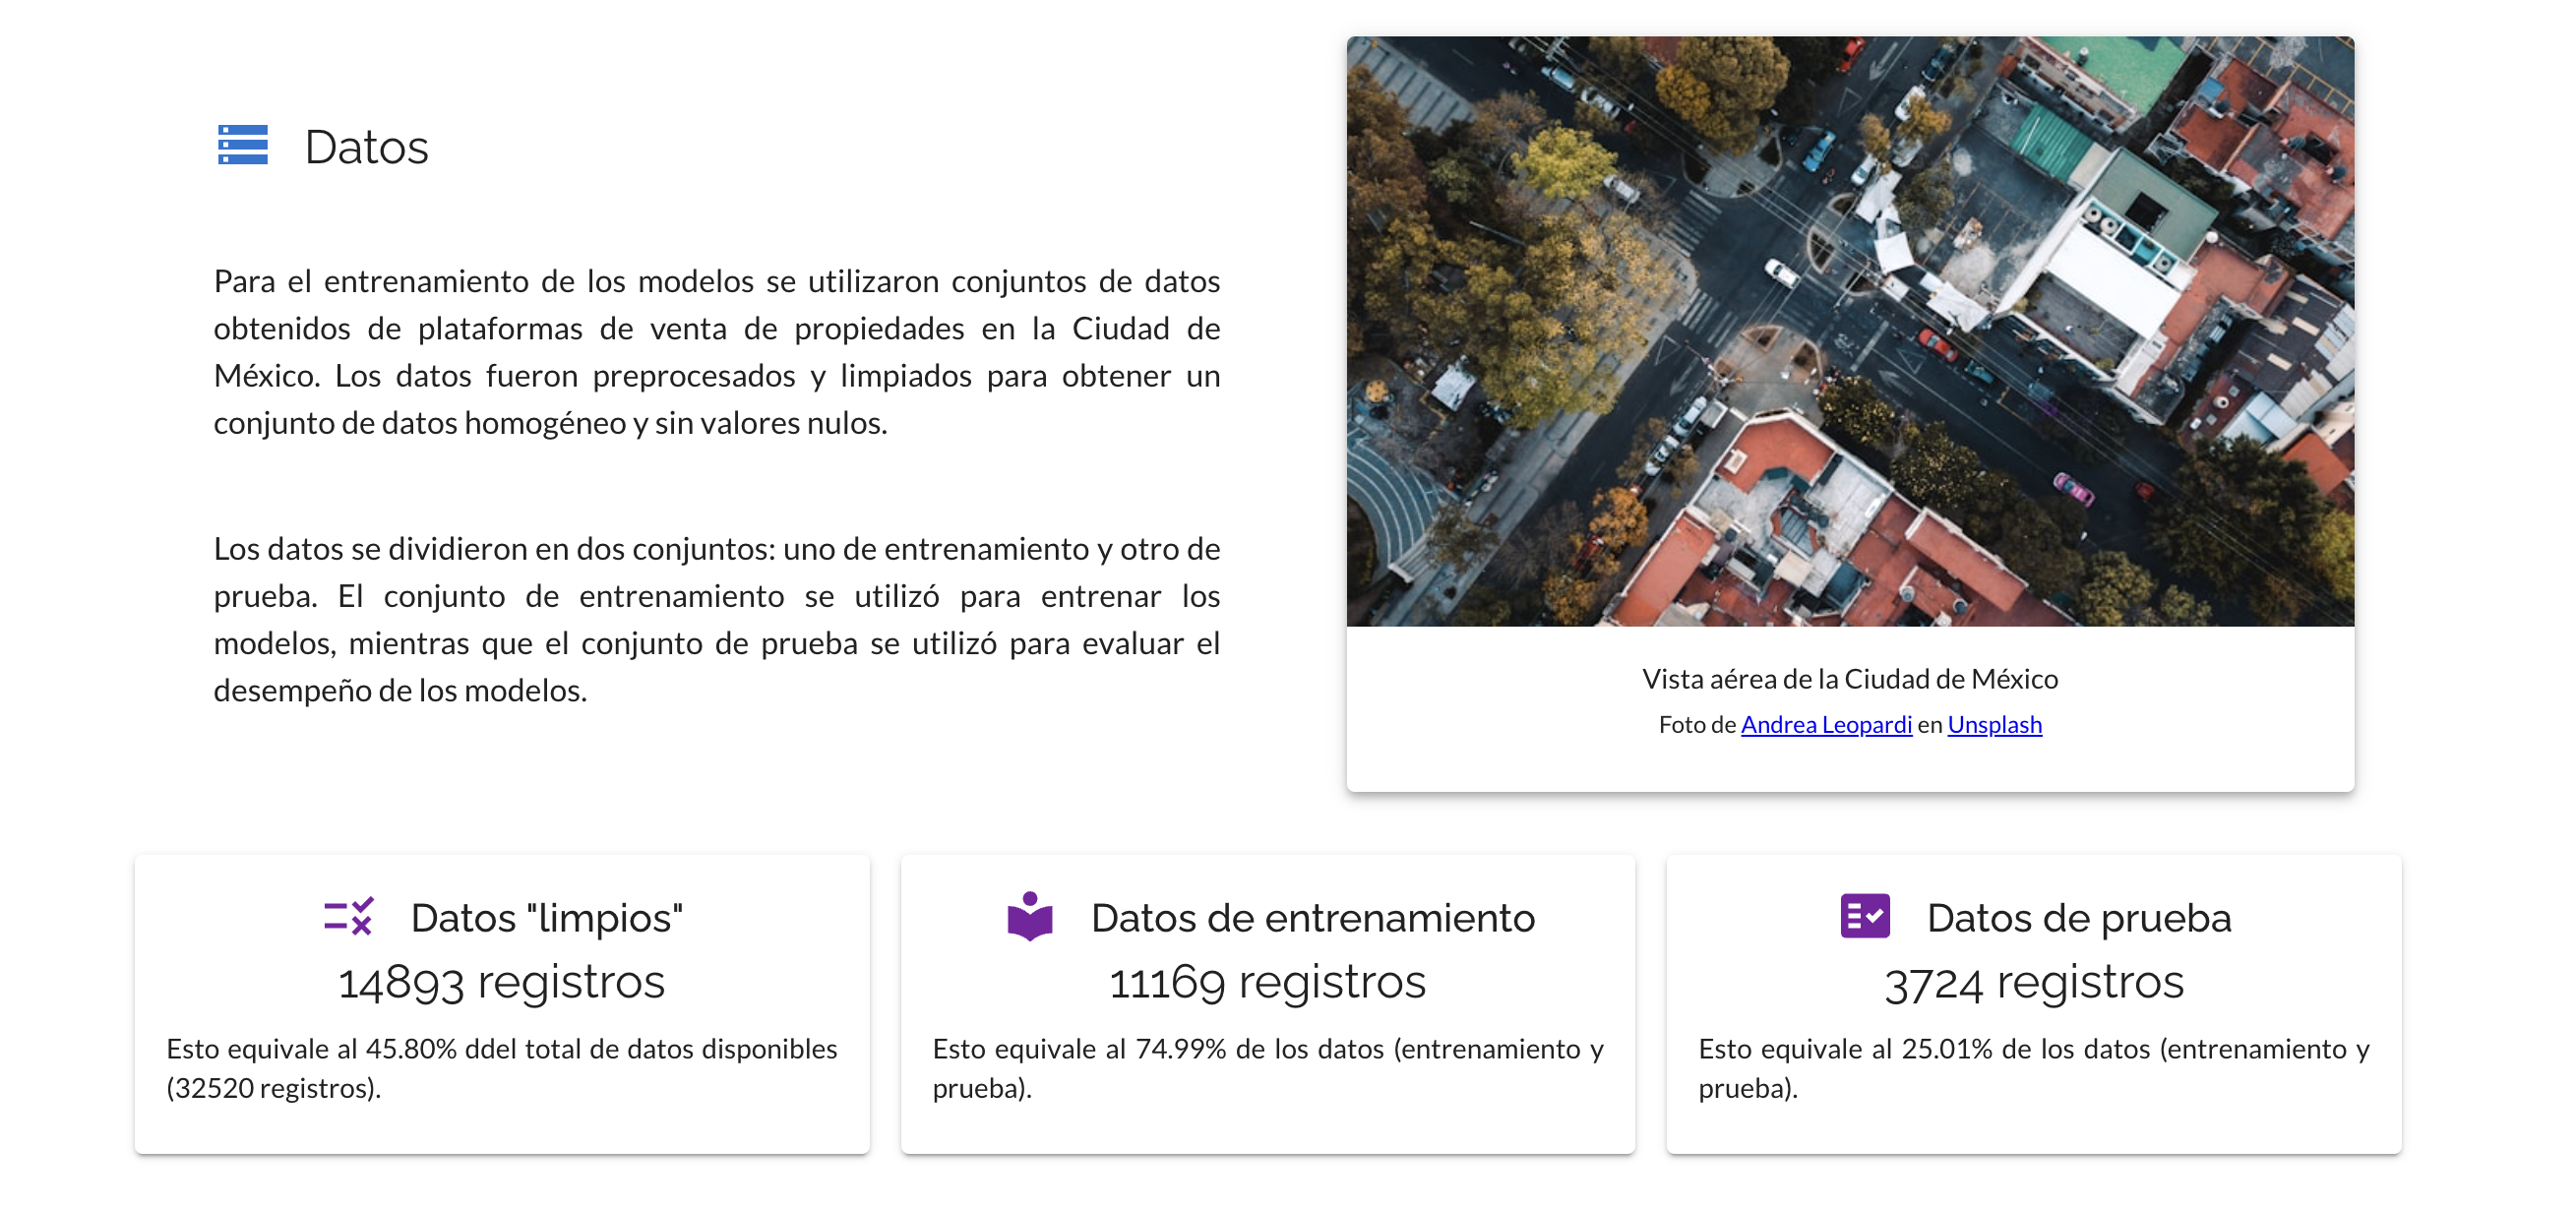 Datos
Para el entrenamiento de los modelos se utilizaron conjuntos de datos
obtenidos de plataformas de venta de propiedades en la Ciudad de
México. Los datos fueron preprocesados y limpiados para obtener un
conjunto de datos homogéneo y sin valores nulos.
Los datos se dividieron en dos conjuntos: uno de entrenamiento y otro de
prueba. El conjunto de entrenamiento se utilizó para entrenar los
modelos, mientras que el conjunto de prueba se utilizó para evaluar el
desempeño de los modelos.
Vista aérea de la Ciudad de México
Foto de Andrea Leopardi en Unsplash
Datos "limpios"
14893 registros
Esto equivale al 45.80% ddel total de datos disponibles
(32520 registros).
Datos de entrenamiento
11169 registros
Esto equivale al 74.99% de los datos (entrenamiento y
prueba).
Datos de prueba
3724 registros
Esto equivale al 25.01% de los datos (entrenamiento y
prueba).